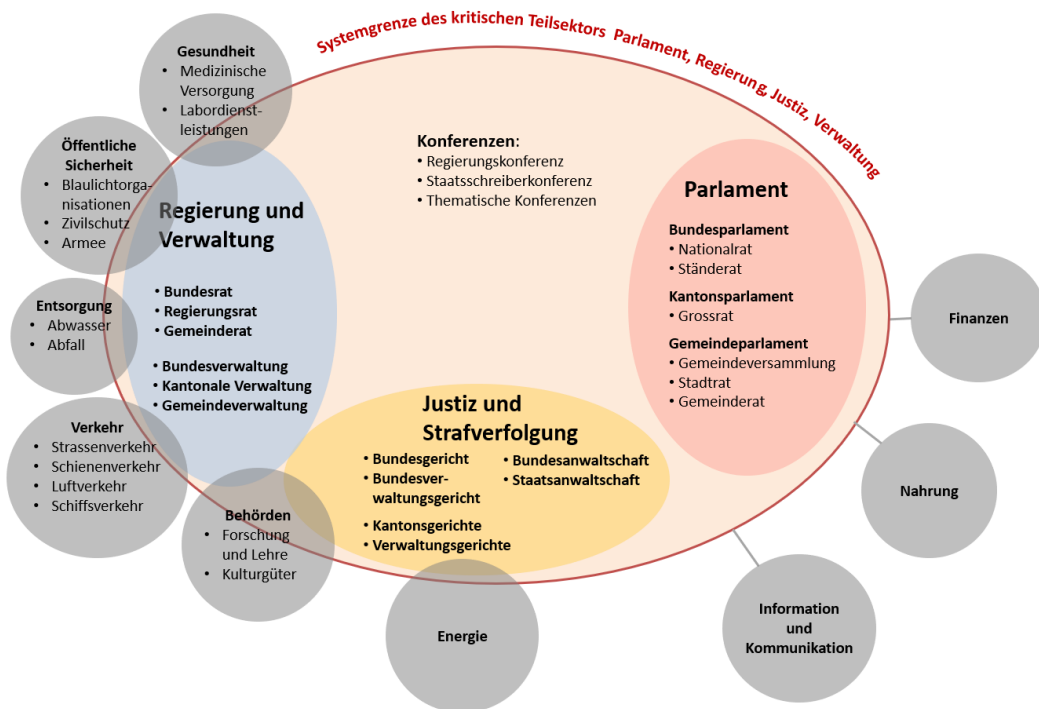 Systemgrenze des kritischen Teilsektors Parlament, Regierung, Justiz, Verwaltung
Gesundheit
• Medizinische
Versorgung
• Labordienst-
leistungen
Öffentliche
Sicherheit
• Blaulichtorga-
nisationen
• Zivilschutz
• Armee
Entsorgung
• Abwasser
• Abfall
Verkehr
• Strassenverkehr
• Schienenverkehr
• Luftverkehr
• Schiffsverkehr
Behörden
• Forschung
und Lehre
• Kulturgüter
Regierung und
Verwaltung
• Bundesrat
• Regierungsrat
• Gemeinderat
• Bundesverwaltung
• Kantonale Verwaltung
• Gemeindeverwaltung
Konferenzen:
• Regierungskonferenz
• Staatsschreiberkonferenz
• Thematische Konferenzen
Justiz und
Strafverfolgung
• Bundesgericht
• Bundesver-
waltungsgericht
• Kantonsgerichte
• Verwaltungsgerichte
• Bundesanwaltschaft
• Staatsanwaltschaft
Parlament
Bundesparlament
• Nationalrat
• Ständerat
Kantonsparlament
• Grossrat
Gemeindeparlament
• Gemeindeversammlung
• Stadtrat
• Gemeinderat
Finanzen
Nahrung
Information
und
Kommunikation
Energie